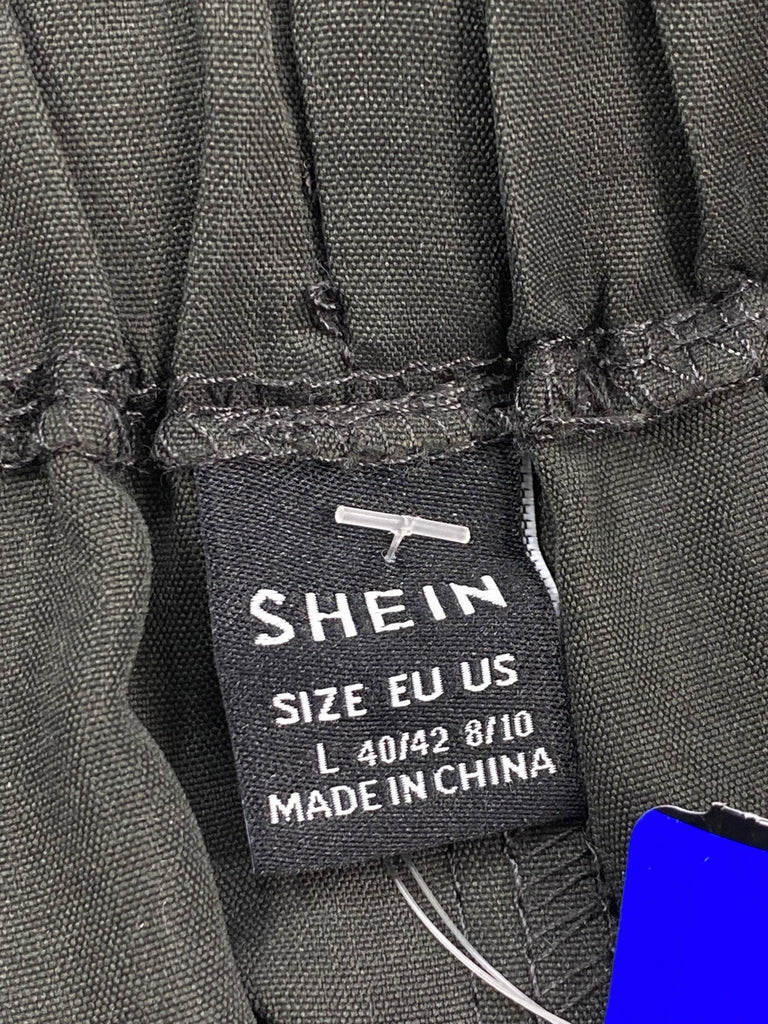 SHEIN
SIZE EU US
L 40/42 8/10
MADE IN CHINA